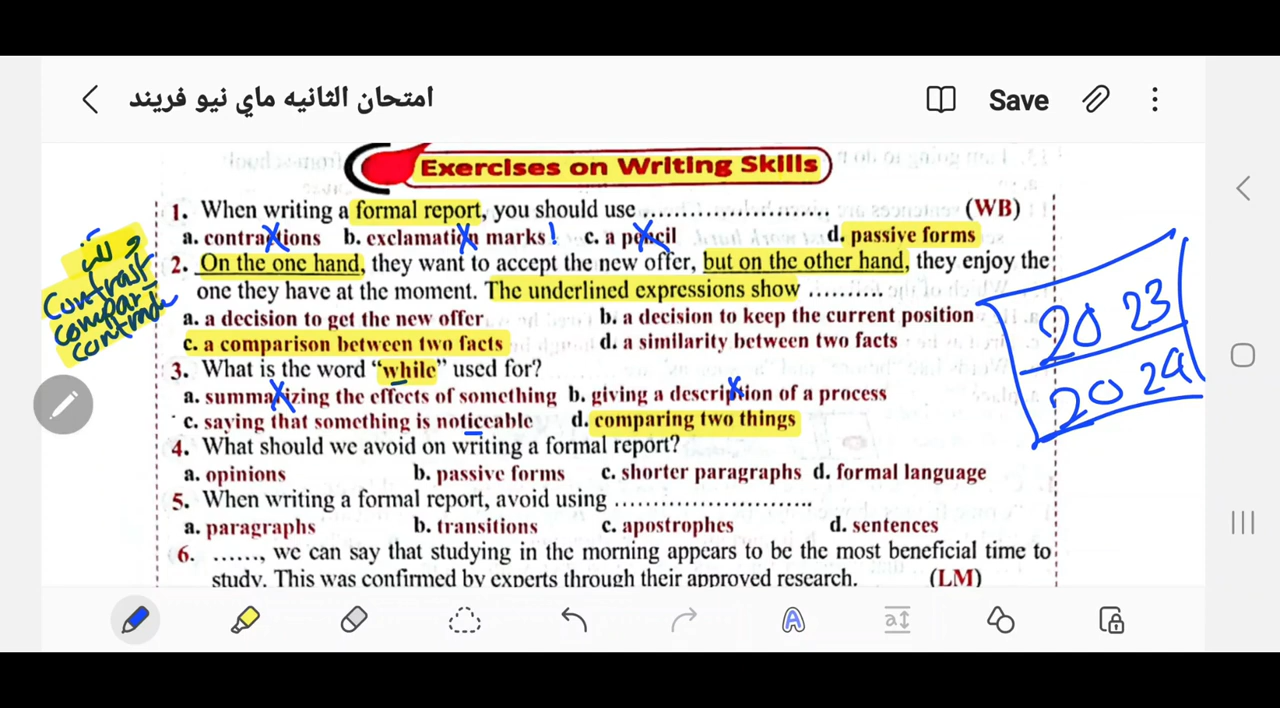 امتحان الثانيه ماي نيو فريند
Save
Exercises on Writing Skills
1. When writing a formal report, you should use.............................. (WB)
a. contractions b. exclamation marks! c. a pencil d. passive forms
2. On the one hand, they want to accept the new offer, but on the other hand, they enjoy the
one they have at the moment. The underlined expressions show ..........
a. a decision to get the new offer b. a decision to keep the current position
c. a comparison between two facts d. a similarity between two facts
3. What is the word “while” used for?
a. summarizing the effects of something b. giving a description of a process
c. saying that something is noticeable d. comparing two things
4. What should we avoid on writing a formal report?
a. opinions b. passive forms c. shorter paragraphs d. formal language
5. When writing a formal report, avoid using ................................
a. paragraphs b. transitions c. apostrophes d. sentences
6. ......, we can say that studying in the morning appears to be the most beneficial time to
study. This was confirmed by experts through their approved research. (LM)
Contrast
2023
2024